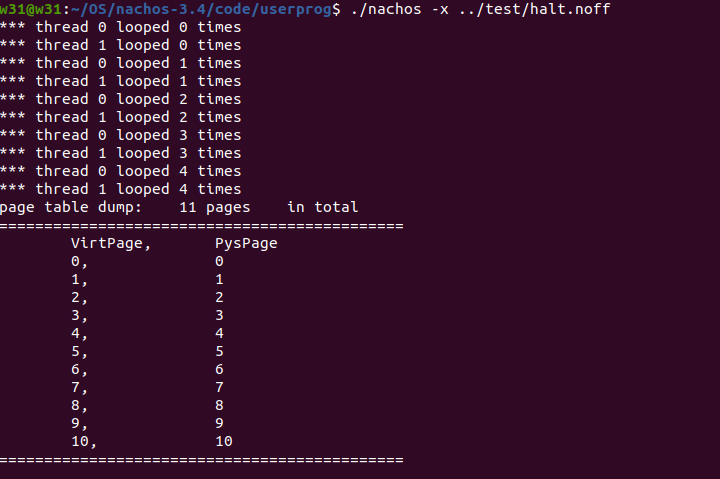 w31@w31:~/OS/nachos-3.4/code/userprog$ ./nachos -x ../test/halt.noff
*** thread 0 looped 0 times
*** thread 1 looped 0 times
*** thread 0 looped 1 times
*** thread 1 looped 1 times
*** thread 0 looped 2 times
*** thread 1 looped 2 times
*** thread 0 looped 3 times
*** thread 1 looped 3 times
*** thread 0 looped 4 times
*** thread 1 looped 4 times
page table dump:    11 pages    in total
=============================================
        VirtPage,       PysPage
        0,              0
        1,              1
        2,              2
        3,              3
        4,              4
        5,              5
        6,              6
        7,              7
        8,              8
        9,              9
        10,             10
=============================================